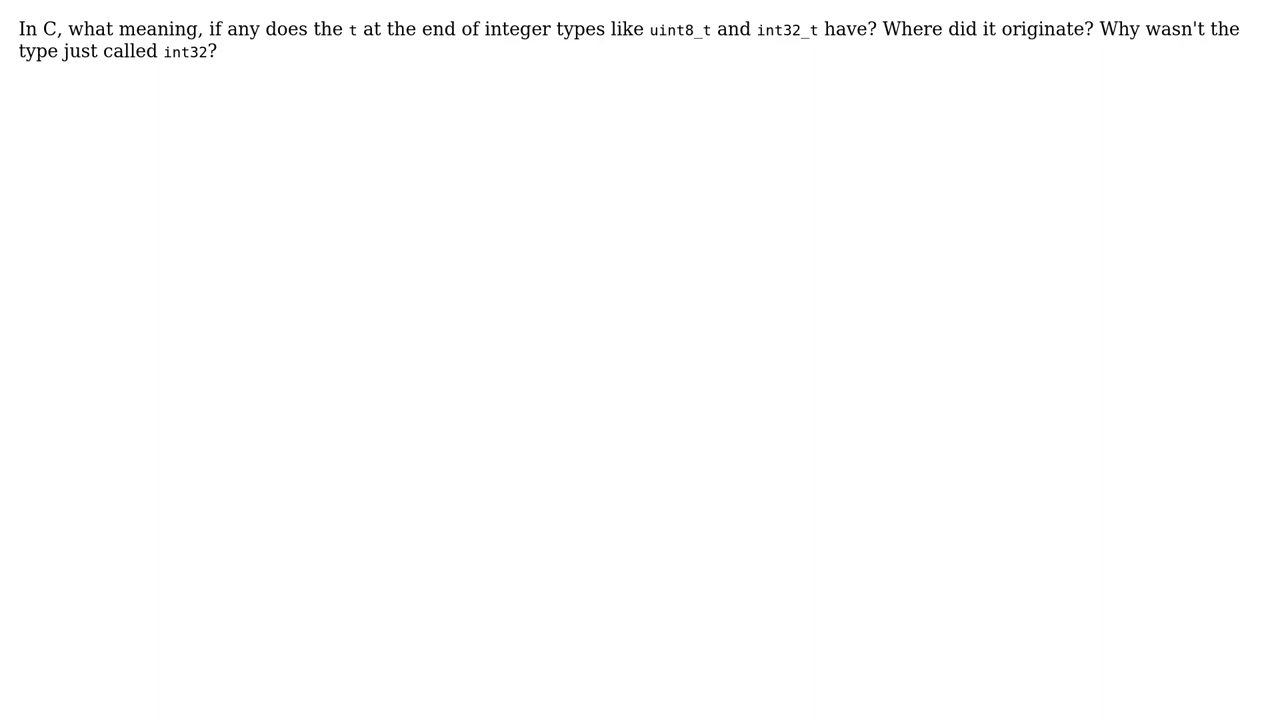 In C, what meaning, if any does the t at the end of integer types like uint8_t and int32_t have? Where did it originate? Why wasn't the
type just called int32?